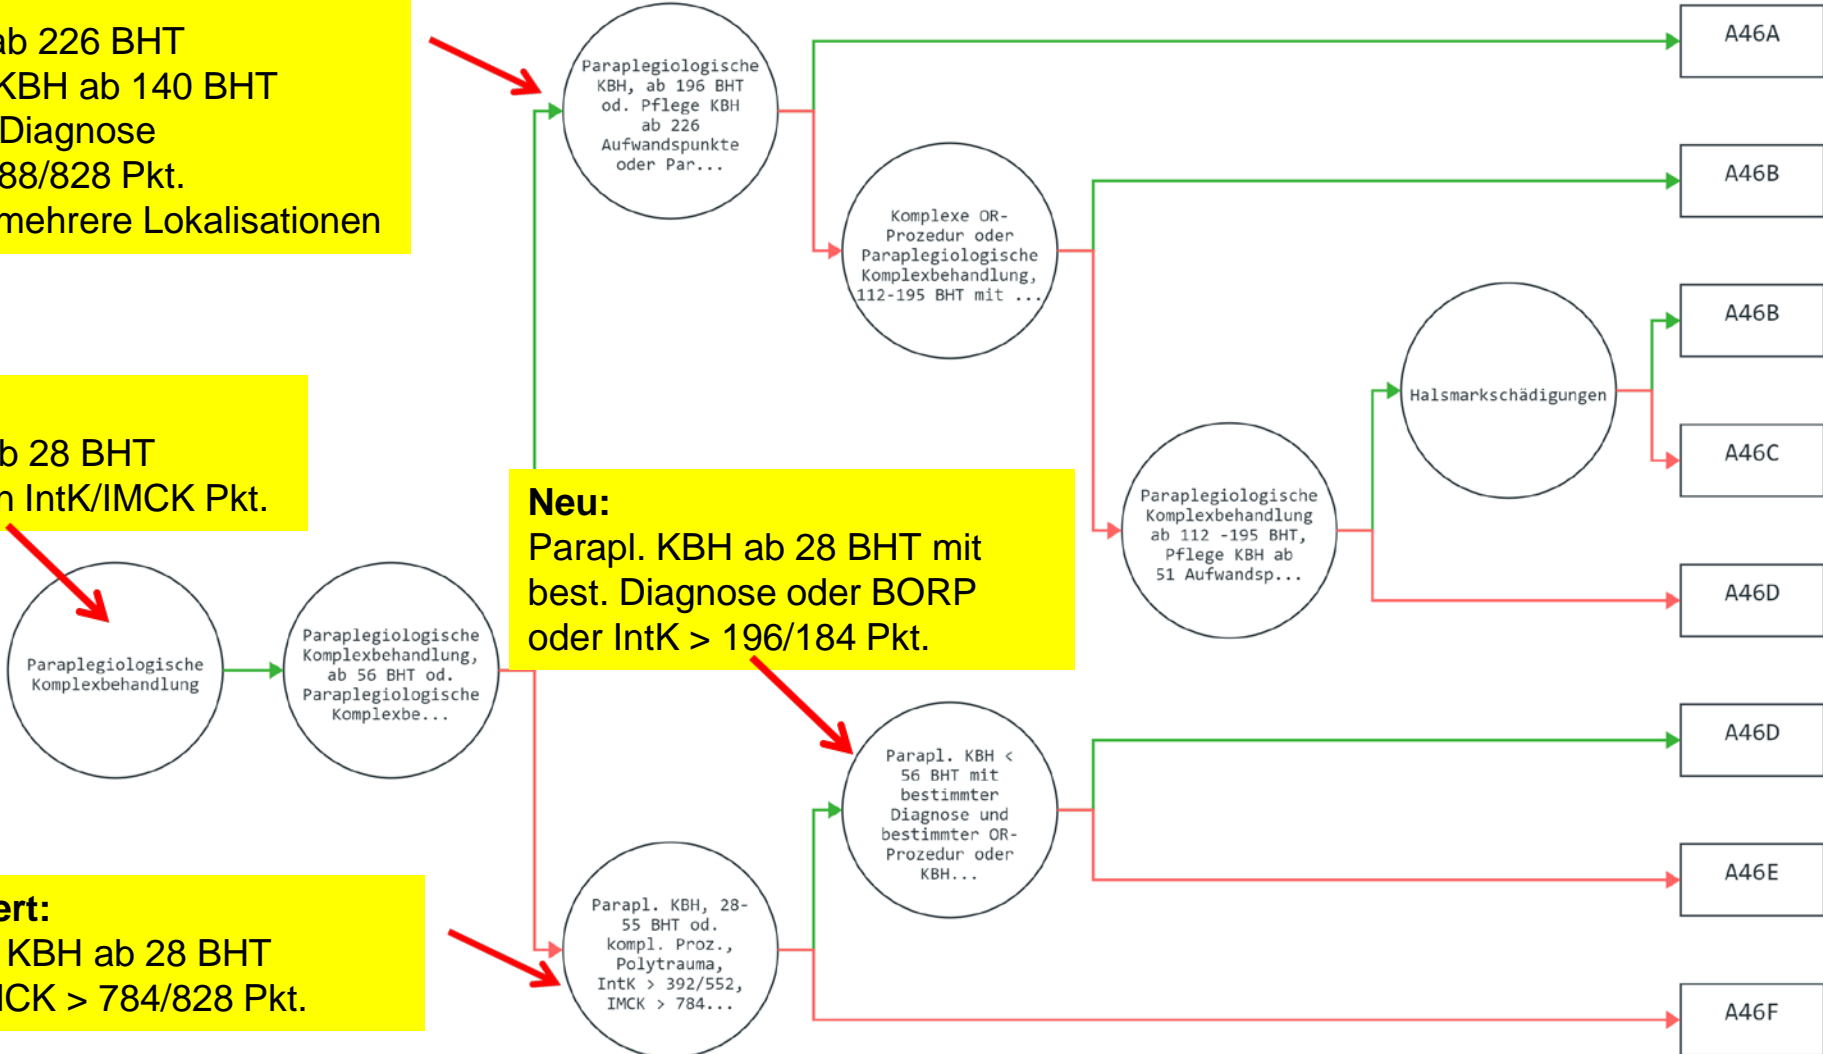 ab 226 BHT
KBH ab 140 BHT
Diagnose
88/828 Pkt.
mehrere Lokalisationen
Paraplegiologische
KBH, ab 196 BHT
od. Pflege KBH
ab 226
Aufwandspunkte
oder Par...
A46A
Komplexe OR-
Prozedur oder
Paraplegiologische
Komplexbehandlung,
112-195 BHT mit ...
A46B
Halsmarkschädigungen
A46B
A46C
Paraplegiologische
Komplexbehandlung
ab 112 -195 BHT,
Pflege KBH ab
51 Aufwandsp...
A46D
28 BHT
IntK/IMCK Pkt.
Paraplegiologische
Komplexbehandlung
Paraplegiologische
Komplexbehandlung,
ab 56 BHT od.
Paraplegiologische
Komplexbe...
Neu:
Parapl. KBH ab 28 BHT mit
best. Diagnose oder BORP
oder IntK > 196/184 Pkt.
Parapl. KBH <
56 BHT mit
bestimmter
Diagnose und
bestimmter OR-
Prozedur oder
KBH...
A46D
A46E
ert:
KBH ab 28 BHT
MCK > 784/828 Pkt.
Parapl. KBH, 28-
55 BHT od.
kompl. Proz.,
Polytrauma,
IntK > 392/552,
IMCK > 784...
A46F